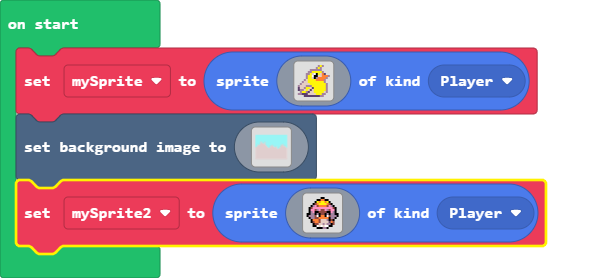 on start
set mySprite to sprite of kind Player
set background image to
set mySprite2 to sprite of kind Player